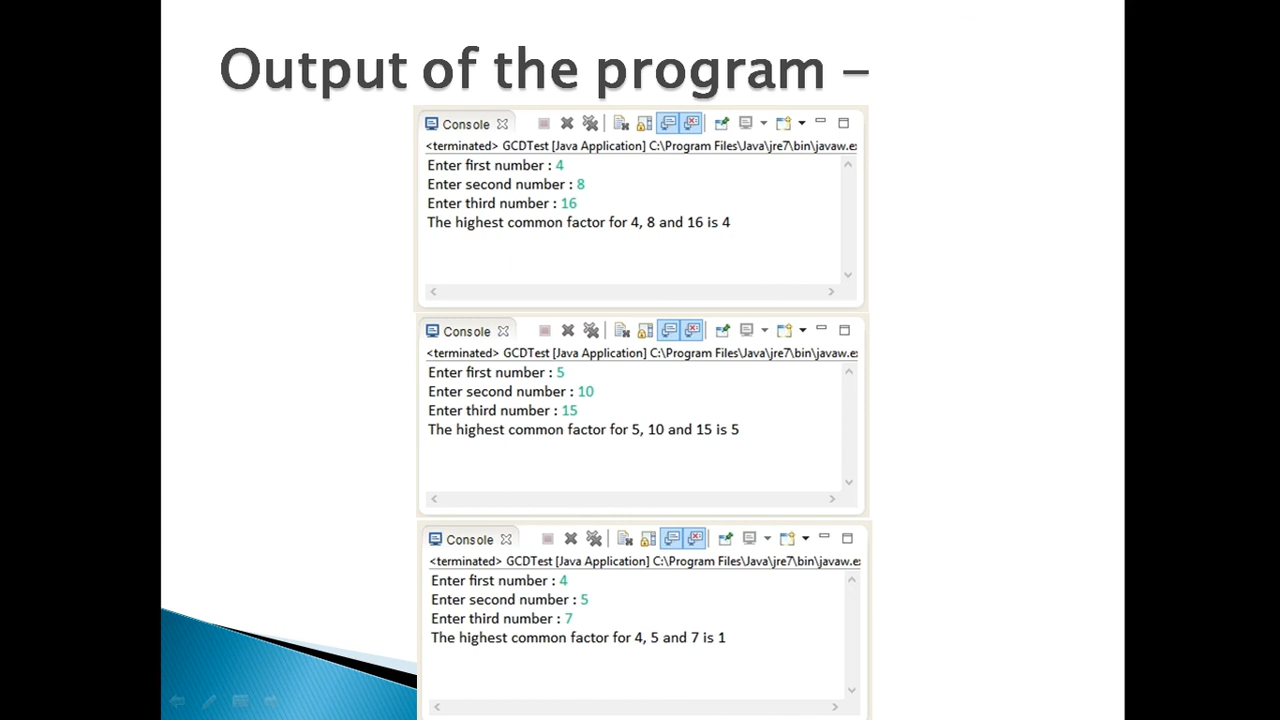 Output of the program –
Console
<terminated> GCDTest [Java Application] C:\Program Files\Java\jre7\bin\javaw.e
Enter first number : 4
Enter second number : 8
Enter third number : 16
The highest common factor for 4, 8 and 16 is 4
Console
<terminated> GCDTest [Java Application] C:\Program Files\Java\jre7\bin\javaw.e
Enter first number : 5
Enter second number : 10
Enter third number : 15
The highest common factor for 5, 10 and 15 is 5
Console
<terminated> GCDTest [Java Application] C:\Program Files\Java\jre7\bin\javaw.e
Enter first number : 4
Enter second number : 5
Enter third number : 7
The highest common factor for 4, 5 and 7 is 1